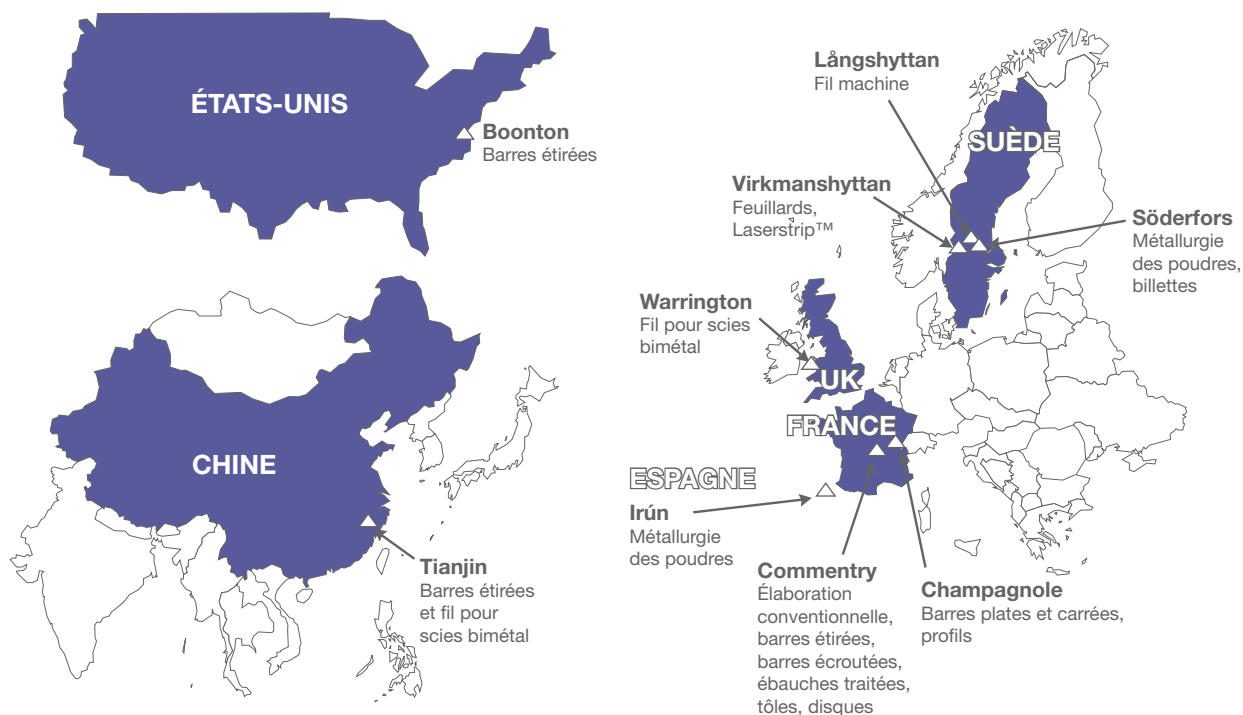 ÉTATS-UNIS
Boonton
Barres étirées
CHINE
Tianjin
Barres étirées
et fil pour
scies bimétal
Långshyttan
Fil machine
SUÈDE
Virkmanshyttan
Feuillards,
Laserstrip™
Söderfors
Métallurgie
des poudres,
billettes
Warrington
Fil pour scies
bimétal
UK
FRANCE
ESPAGNE
Irún
Métallurgie
des poudres
Commentry
Élaboration
conventionnelle,
barres étirées,
barres écroutées,
ébauches traitées,
tôles, disques
Champagnole
Barres plates et carrées,
profils